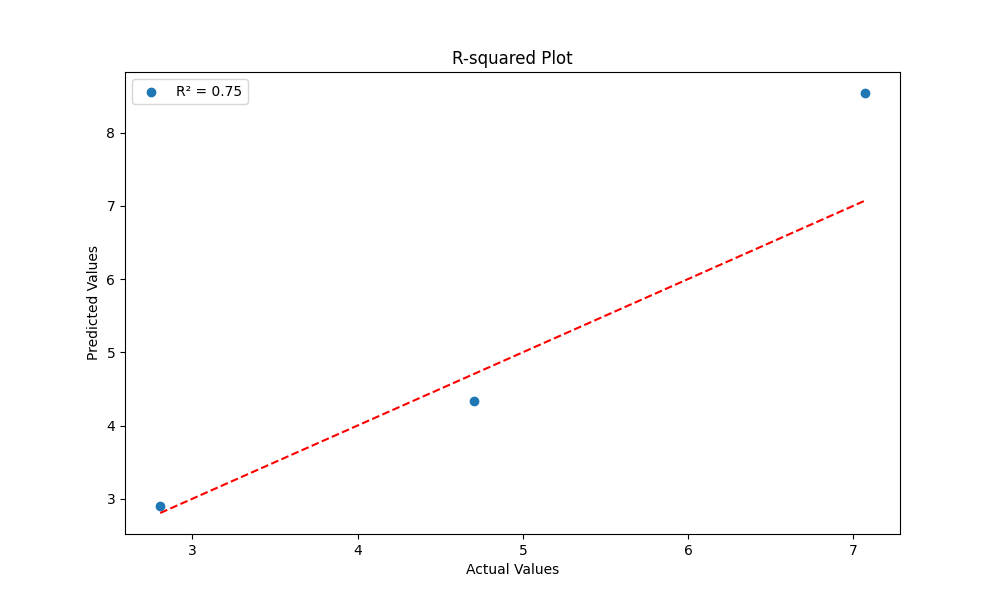 R-squared Plot
R² = 0.75
8
7
6
5
4
3
Predicted Values
3 4 5 6 7
Actual Values